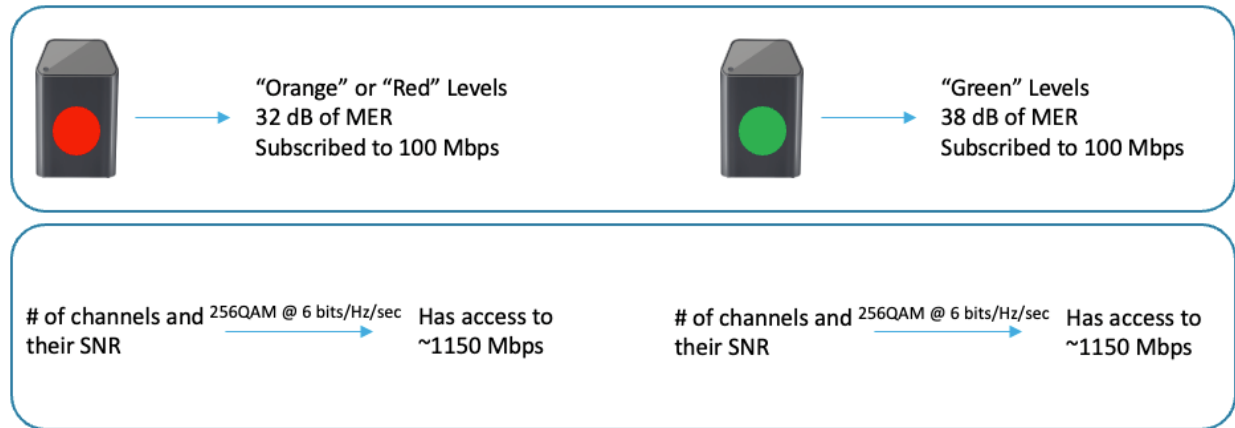 “Orange” or “Red” Levels
32 dB of MER
Subscribed to 100 Mbps
“Green” Levels
38 dB of MER
Subscribed to 100 Mbps
# of channels and
their SNR
256QAM @ 6 bits/Hz/sec
Has access to
~1150 Mbps
# of channels and
their SNR
256QAM @ 6 bits/Hz/sec
Has access to
~1150 Mbps